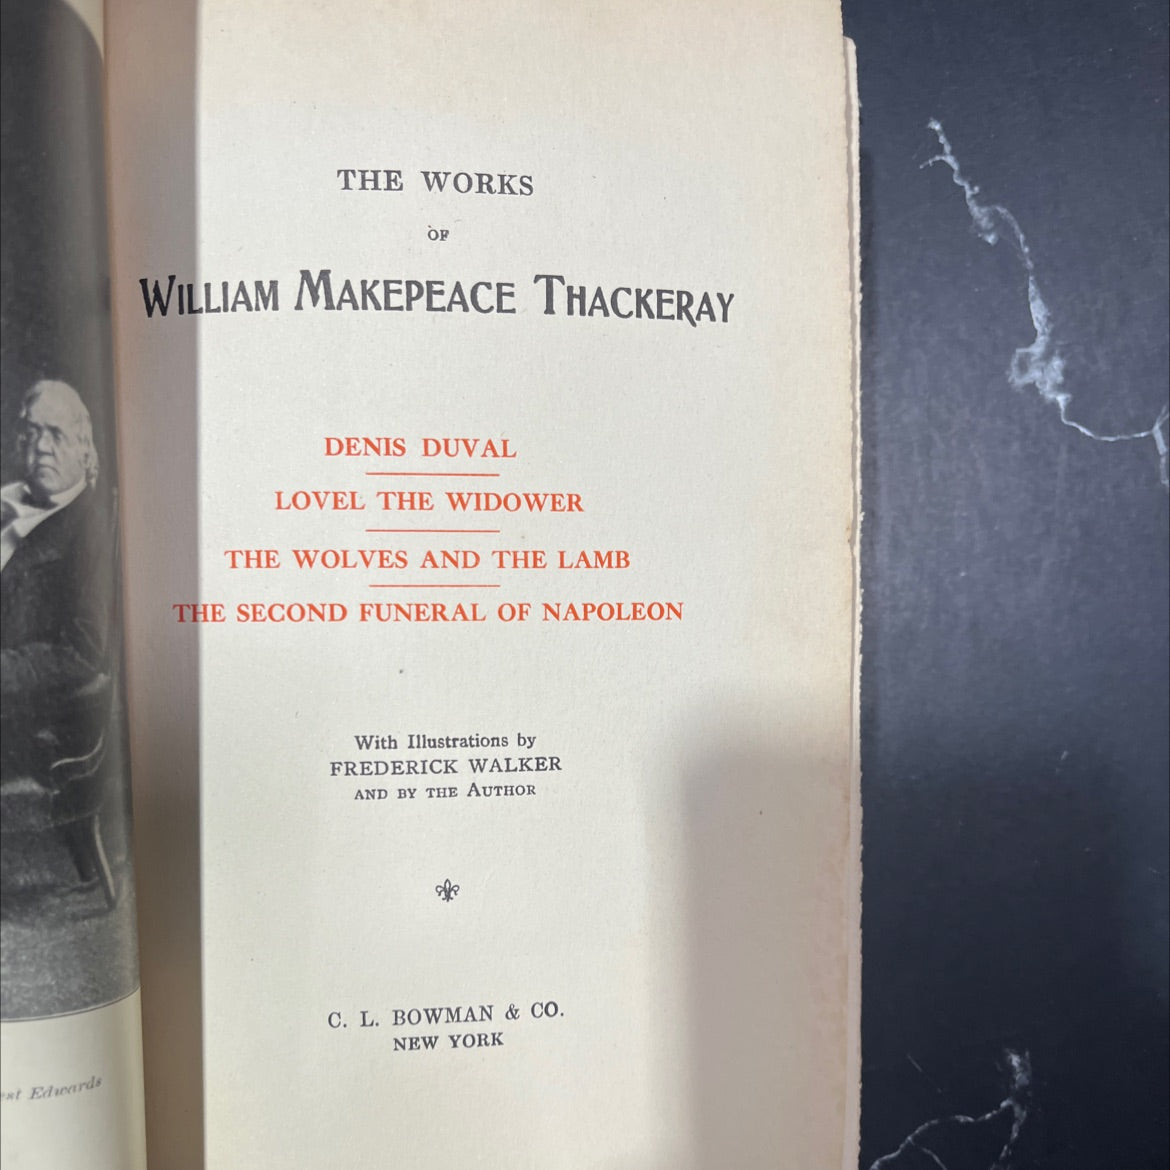 THE WORKS
OF
WILLIAM MAKEPEACE THACKERAY
DENIS DUVAL
LOVEL THE WIDOWER
THE WOLVES AND THE LAMB
THE SECOND FUNERAL OF NAPOLEON
With Illustrations by
FREDERICK WALKER
AND BY THE AUTHOR
C. L. BOWMAN & CO.
NEW YORK
Edwards